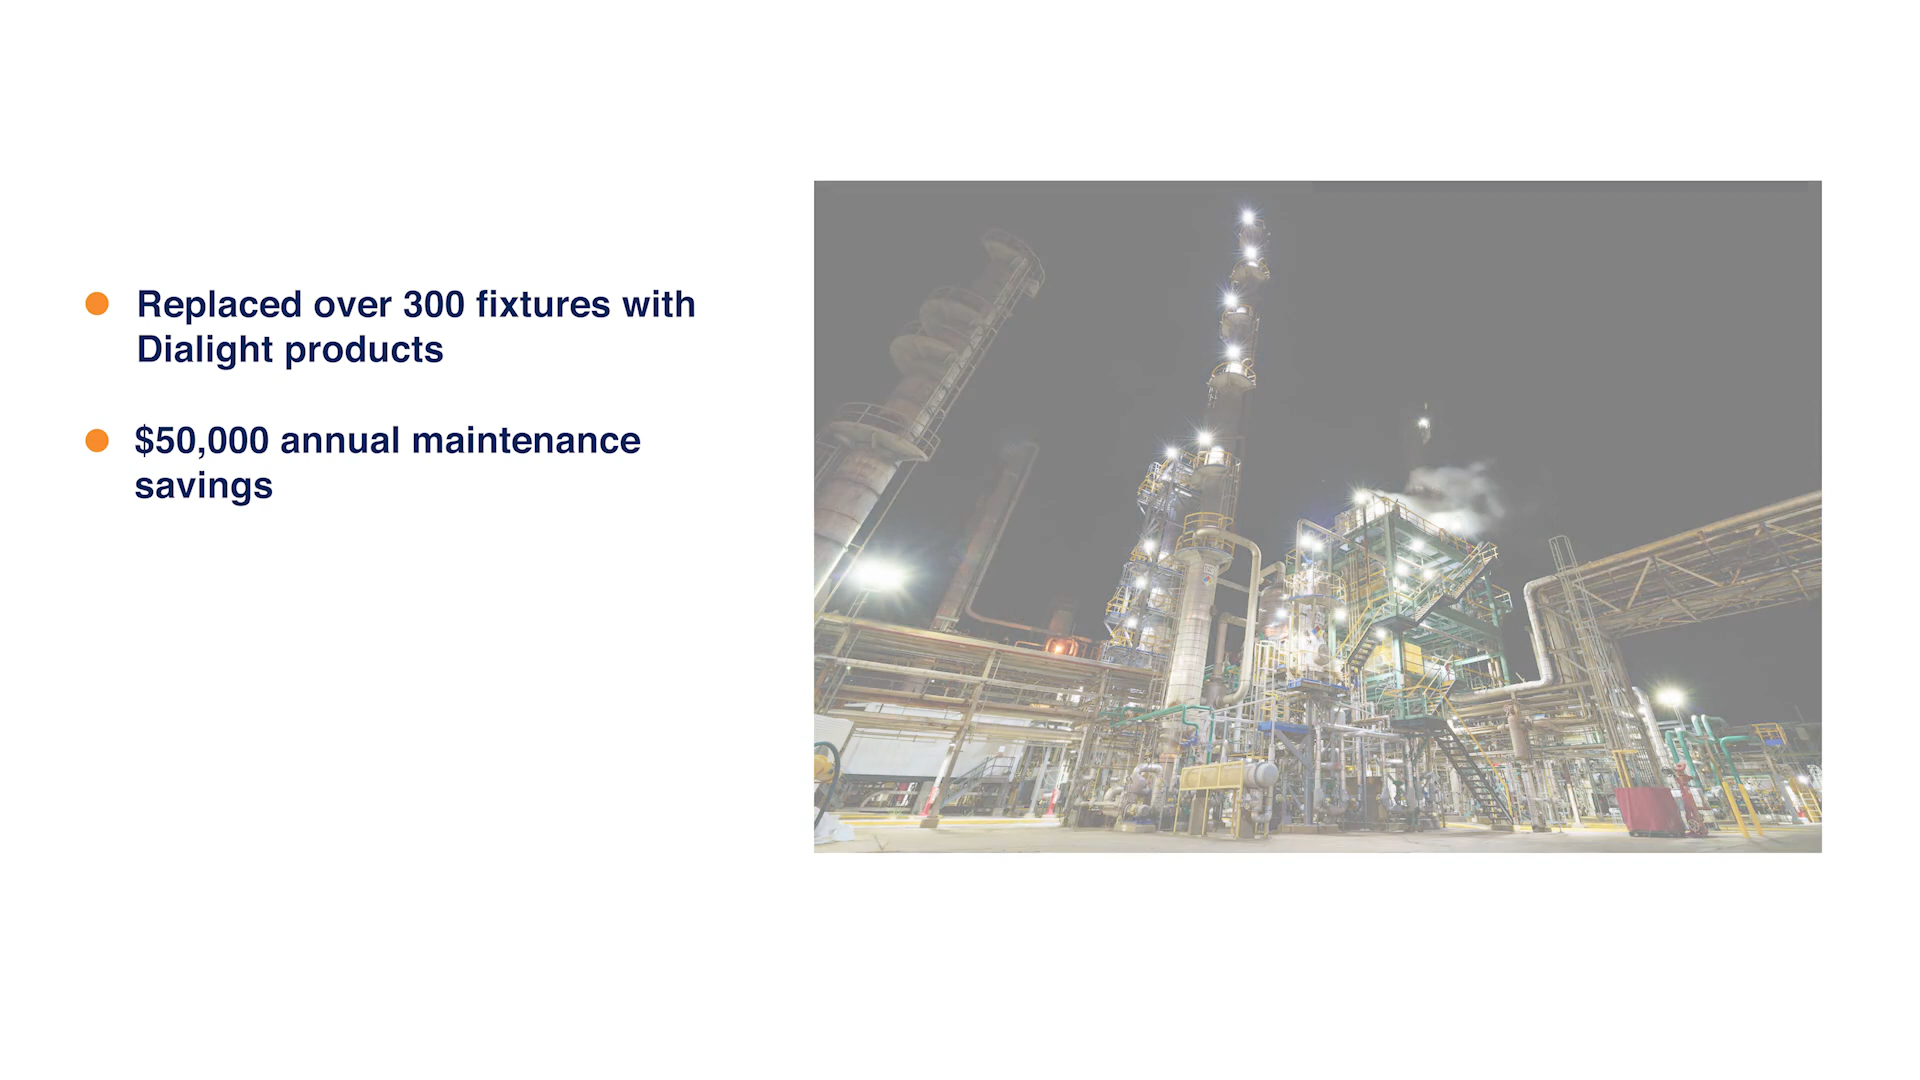 Replaced over 300 fixtures with
Dialight products
$50,000 annual maintenance
savings